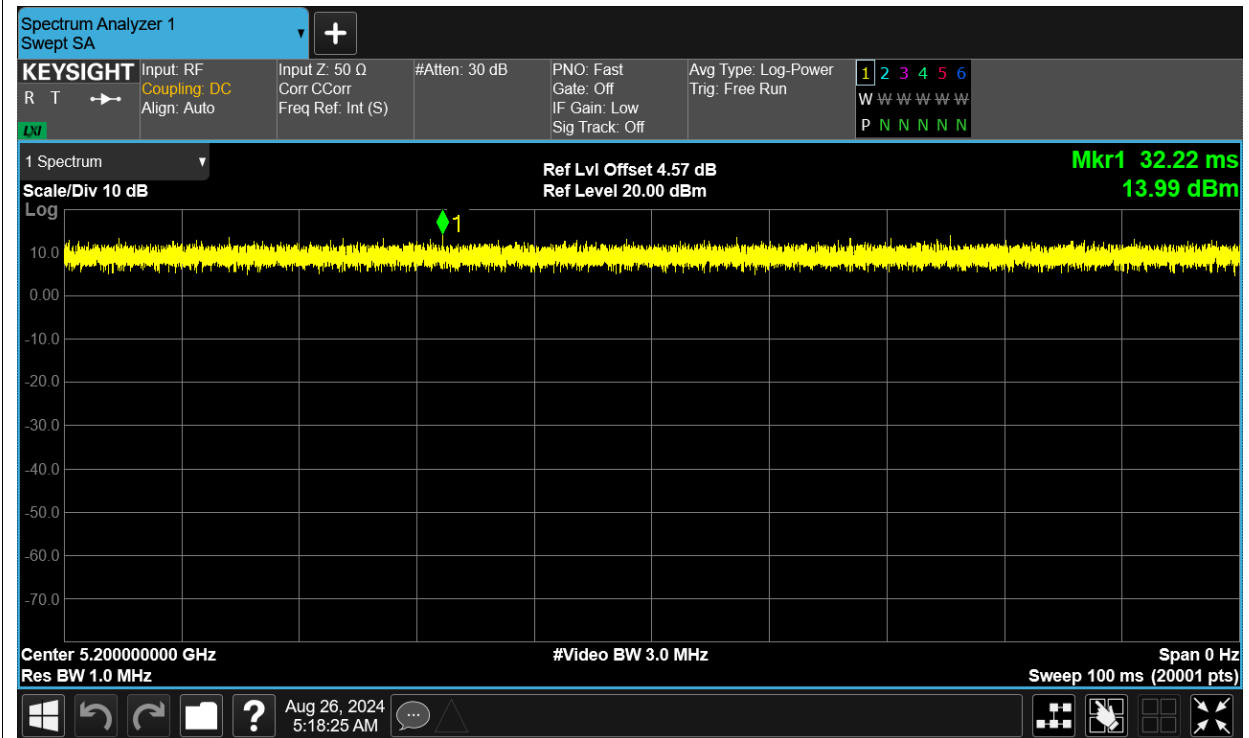 Spectrum Analyzer 1
Swept SA
KEYSIGHT
R T
LXI
Input: RF
Coupling: DC
Align: Auto
Input Z: 50 Ω
Corr CCorr
Freq Ref: Int (S)
#Atten: 30 dB
PNO: Fast
Gate: Off
IF Gain: Low
Sig Track: Off
Avg Type: Log-Power
Trig: Free Run
1 2 3 4 5 6
W W W W W W
P N N N N N
1 Spectrum
Scale/Div 10 dB
Log
Ref Lvl Offset 4.57 dB
Ref Level 20.00 dBm
Mkr1 32.22 ms
13.99 dBm
1
10.0
0.00
-10.0
-20.0
-30.0
-40.0
-50.0
-60.0
-70.0
Center 5.200000000 GHz
Res BW 1.0 MHz
#Video BW 3.0 MHz
Span 0 Hz
Sweep 100 ms (20001 pts)
?
Aug 26, 2024
5:18:25 AM